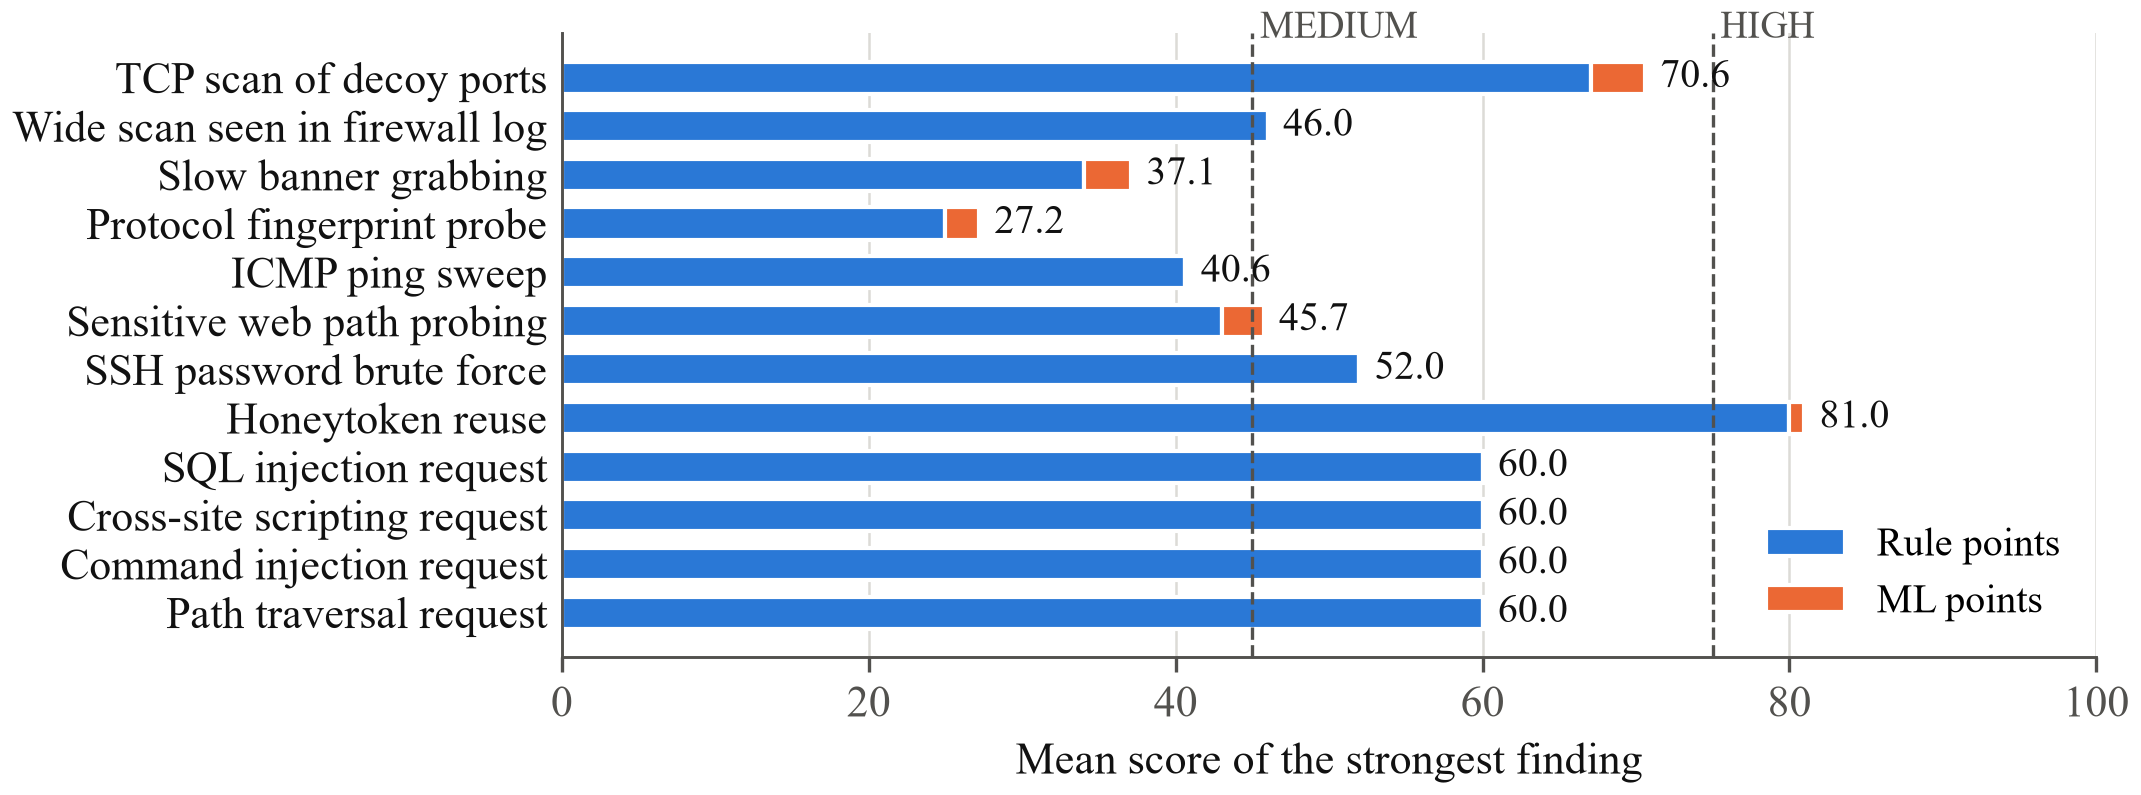 MEDIUM HIGH
TCP scan of decoy ports 70.6
Wide scan seen in firewall log 46.0
Slow banner grabbing 37.1
Protocol fingerprint probe 27.2
ICMP ping sweep 40.6
Sensitive web path probing 45.7
SSH password brute force 52.0
Honeytoken reuse 81.0
SQL injection request 60.0
Cross-site scripting request 60.0
Command injection request 60.0
Path traversal request 60.0
Rule points
ML points
0 20 40 60 80 100
Mean score of the strongest finding